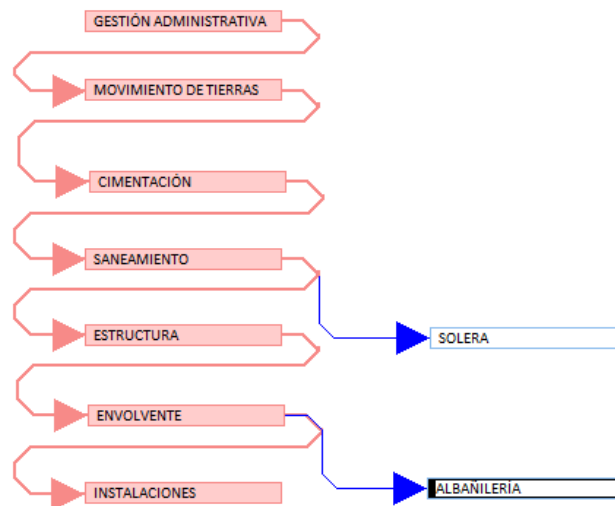 GESTIÓN ADMINISTRATIVA
MOVIMIENTO DE TIERRAS
CIMENTACIÓN
SANEAMIENTO
ESTRUCTURA
SOLERA
ENVOLVENTE
INSTALACIONES
ALBAÑILERÍA